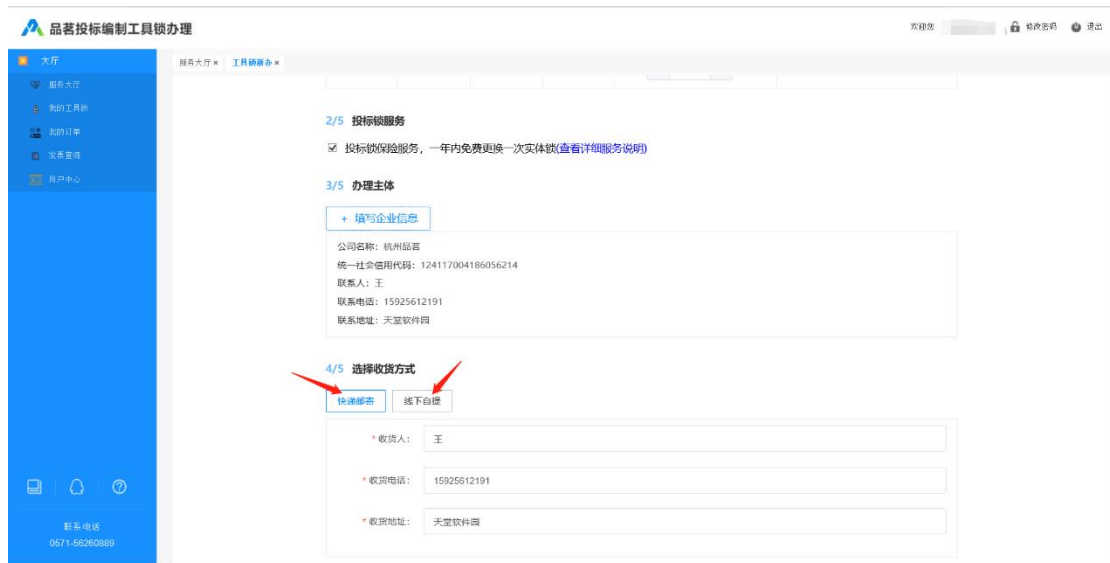 品茗投标编制工具锁办理
欢迎您 修改密码 退出
大厅
服务大厅
我的工具锁
我的订单
发票查询
用户中心
服务大厅× 工具锁新办×
2/5 投标锁服务
投标锁保险服务，一年内免费更换一次实体锁(查看详细服务说明)
3/5 办理主体
+ 填写企业信息
公司名称：杭州品茗
统一社会信用代码：124117004186056214
联系人：王
联系电话：15925612191
联系地址：天堂软件园
4/5 选择收货方式
快递邮寄 线下自提
* 收货人： 王
* 收货电话： 15925612191
* 收货地址： 天堂软件园
联系电话
0571-56260889